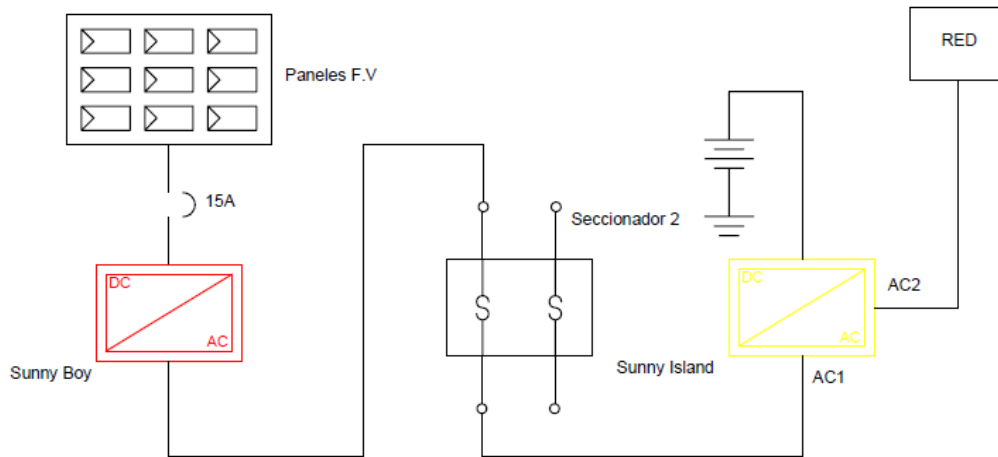 RED
Paneles F.V
15A
Seccionador 2
DC
AC
Sunny Boy
S
S
DC
AC
AC2
Sunny Island
AC1